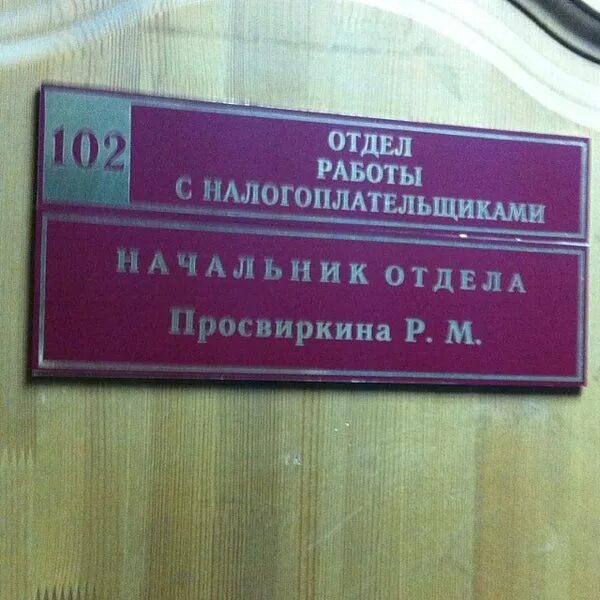 102
ОТДЕЛ
РАБОТЫ
С НАЛОГОПЛАТЕЛЬЩИКАМИ
НАЧАЛЬНИК ОТДЕЛА
Просвиркина Р. М.